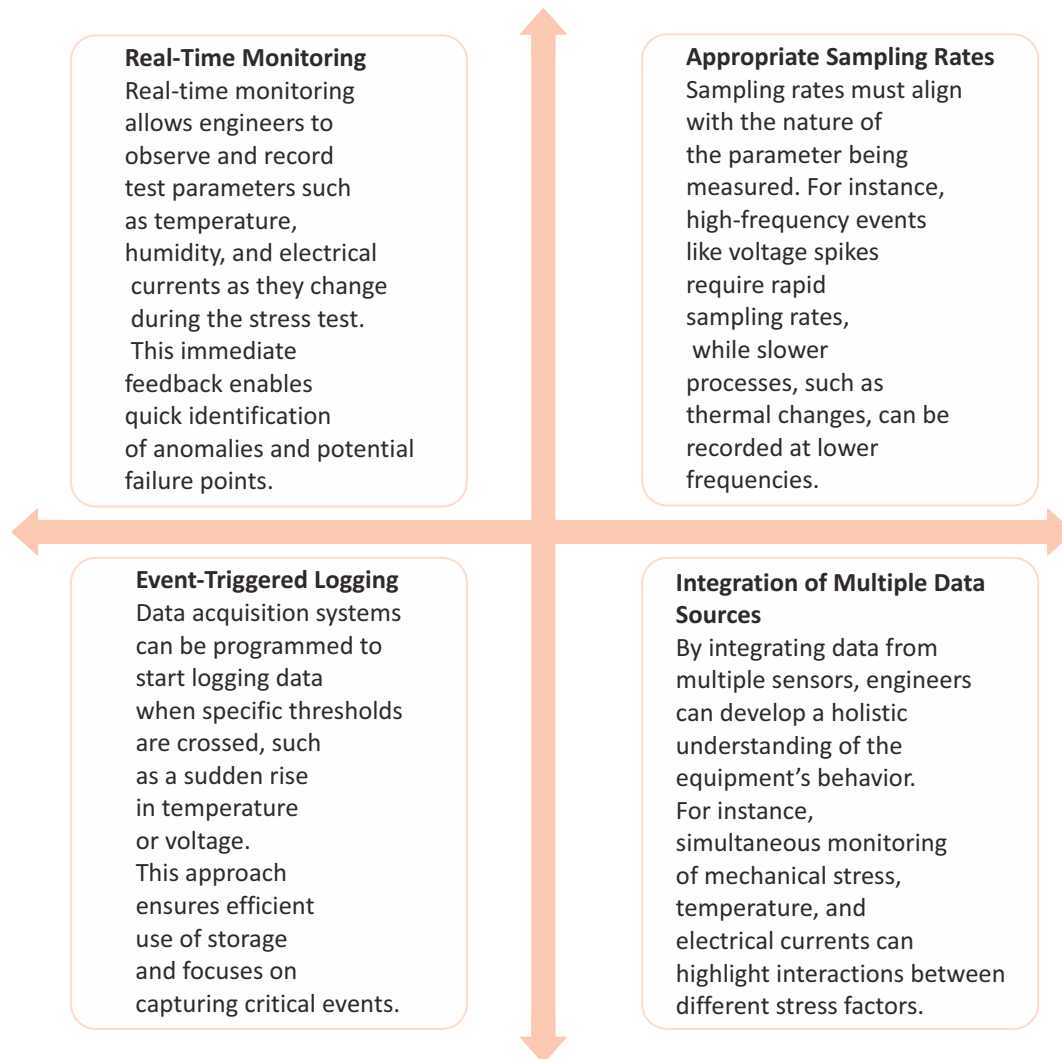 Real-Time Monitoring
Real-time monitoring
allows engineers to
observe and record
test parameters such
as temperature,
humidity, and electrical
currents as they change
during the stress test.
This immediate
feedback enables
quick identification
of anomalies and potential
failure points.
Appropriate Sampling Rates
Sampling rates must align
with the nature of
the parameter being
measured. For instance,
high-frequency events
like voltage spikes
require rapid
sampling rates,
while slower
processes, such as
thermal changes, can be
recorded at lower
frequencies.
Event-Triggered Logging
Data acquisition systems
can be programmed to
start logging data
when specific thresholds
are crossed, such
as a sudden rise
in temperature
or voltage.
This approach
ensures efficient
use of storage
and focuses on
capturing critical events.
Integration of Multiple Data
Sources
By integrating data from
multiple sensors, engineers
can develop a holistic
understanding of the
equipment’s behavior.
For instance,
simultaneous monitoring
of mechanical stress,
temperature, and
electrical currents can
highlight interactions between
different stress factors.